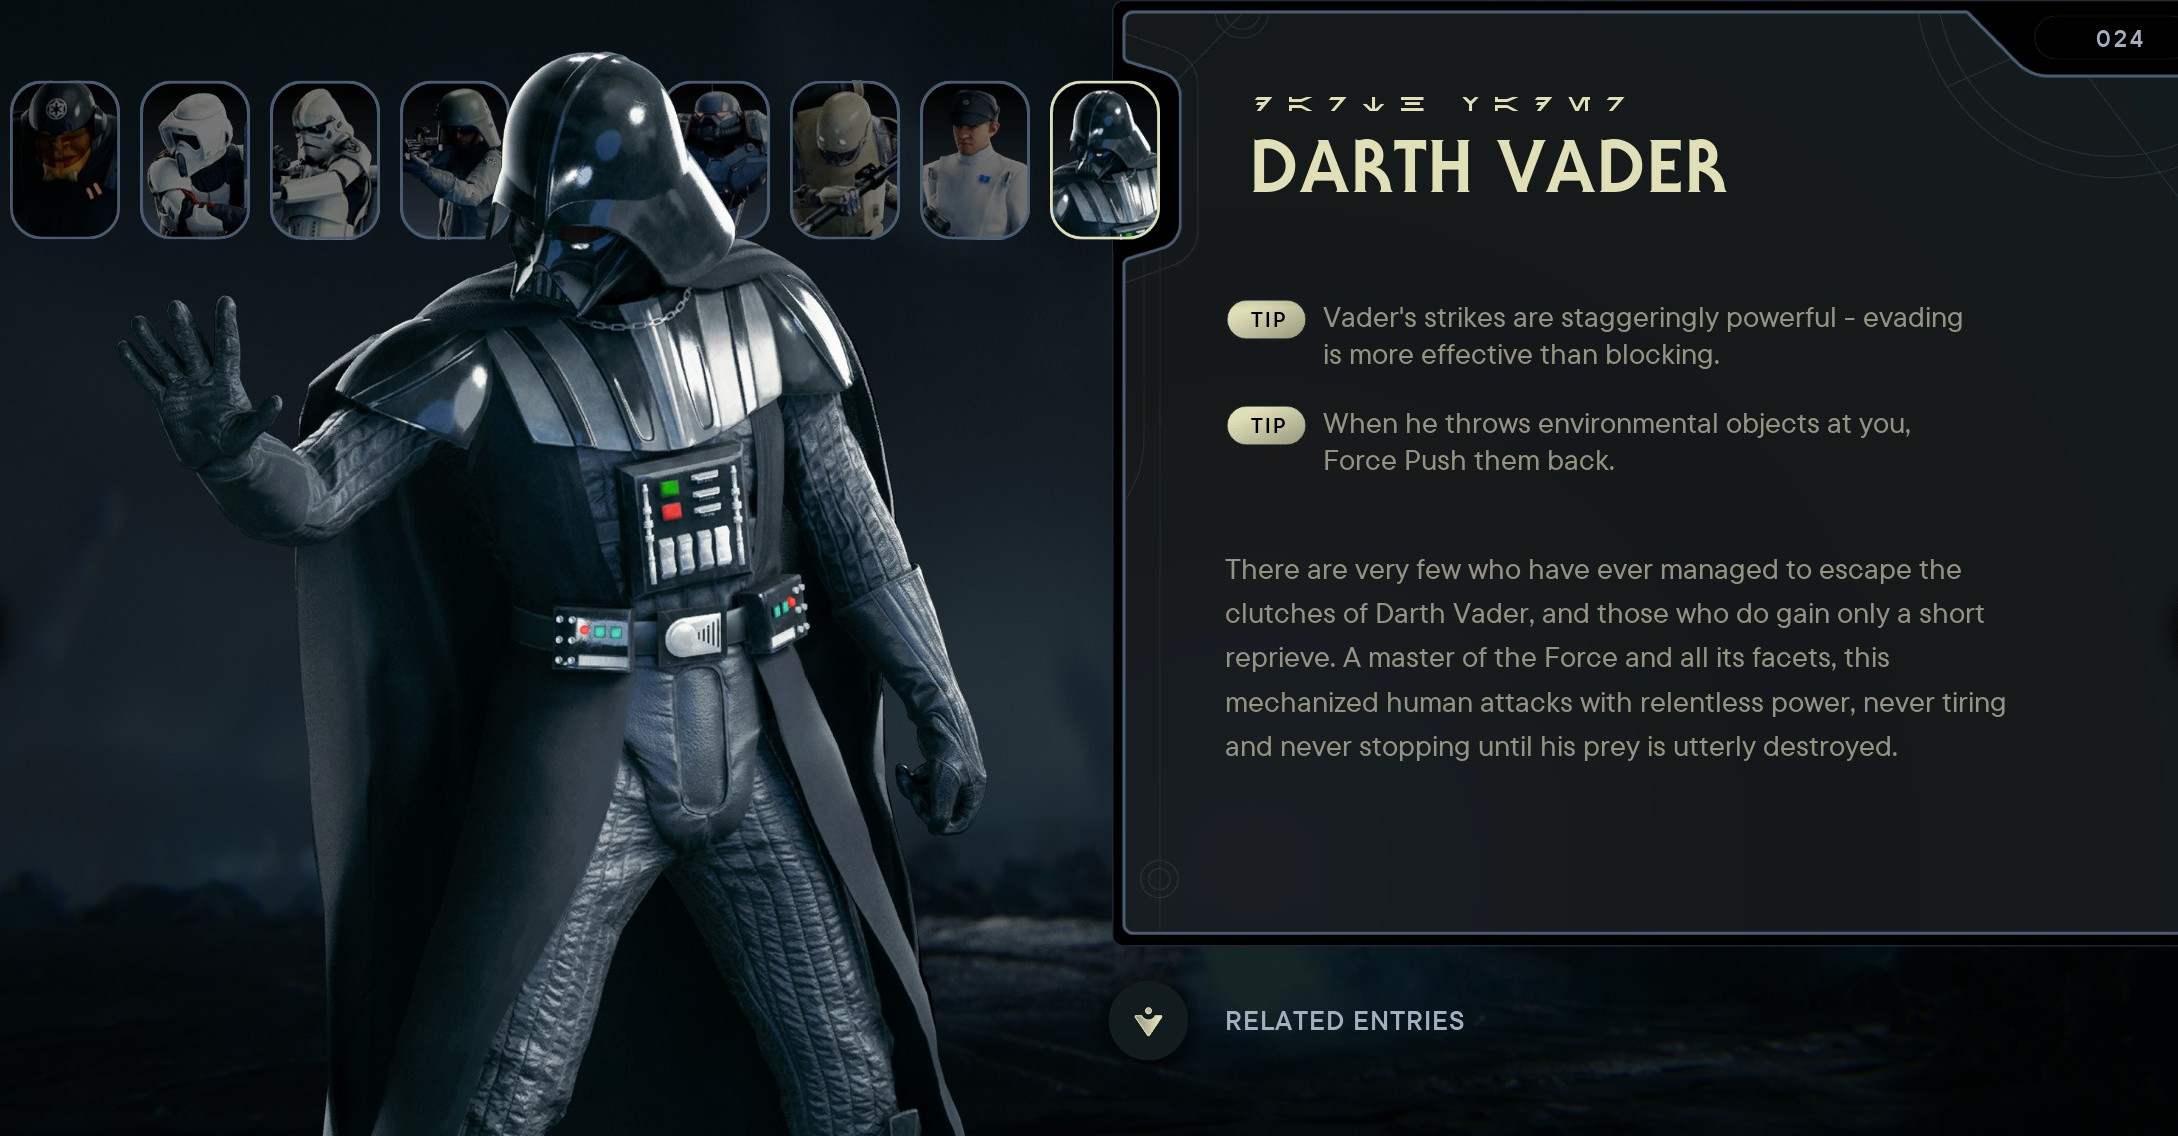 024
DARTH VADER
TIP Vader's strikes are staggeringly powerful - evading
is more effective than blocking.
TIP When he throws environmental objects at you,
Force Push them back.
There are very few who have ever managed to escape the
clutches of Darth Vader, and those who do gain only a short
reprieve. A master of the Force and all its facets, this
mechanized human attacks with relentless power, never tiring
and never stopping until his prey is utterly destroyed.
RELATED ENTRIES